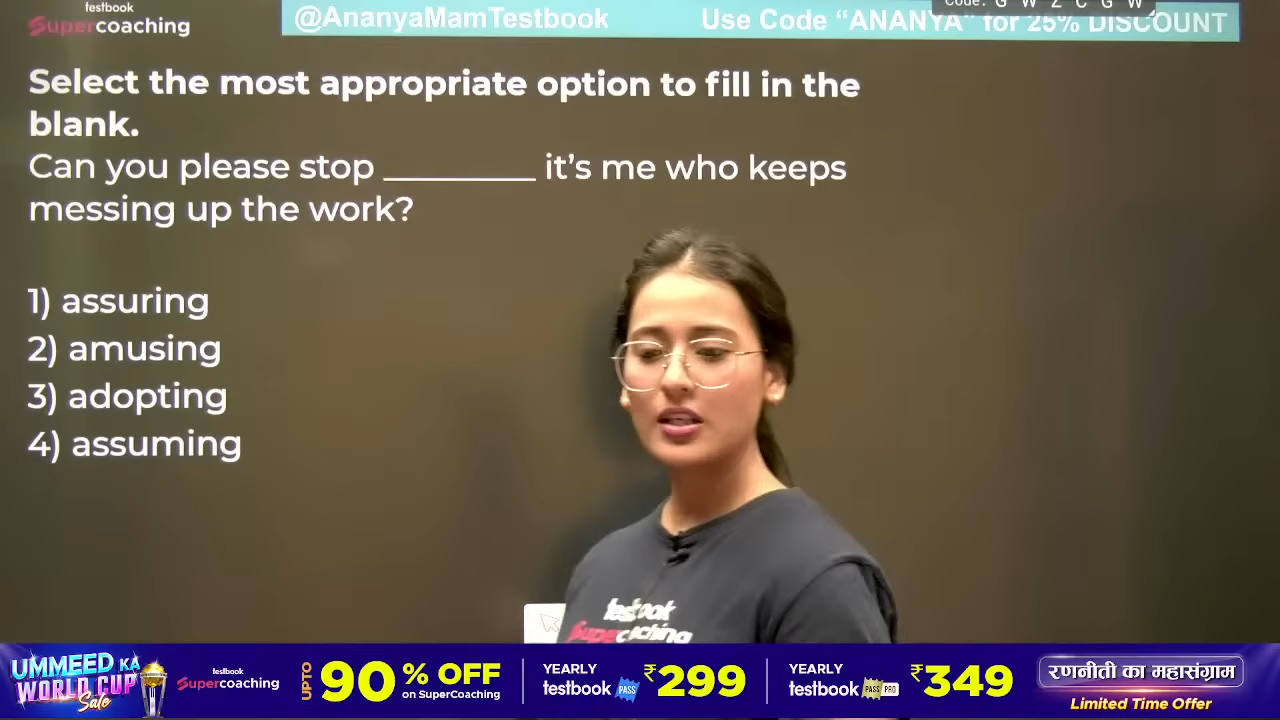 testbook
Supercoaching
@AnanyaMamTestbook
Use Code “ANANYA” for 25% DISCOUNT
Code: G W Z C G W
Select the most appropriate option to fill in the
blank.
Can you please stop _________ it’s me who keeps
messing up the work?
1) assuring
2) amusing
3) adopting
4) assuming
testbook
Supercoaching
UMMEED KA
WORLD CUP
Sale
testbook
Supercoaching
UPTO 90% OFF
on SuperCoaching
YEARLY
testbook PASS
₹299
YEARLY
testbook PASS PRO
₹349
रणनीती का महासंग्राम
Limited Time Offer